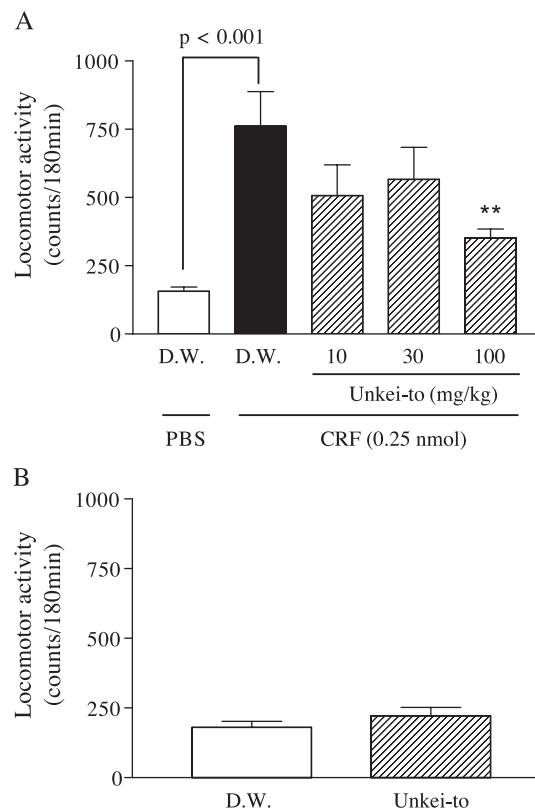 A
p < 0.001
1000
750
500
250
0
Locomotor activity
(counts/180min)
**
D.W. D.W. 10 30 100
Unkei-to (mg/kg)
PBS CRF (0.25 nmol)
B
1000
750
500
250
0
Locomotor activity
(counts/180min)
D.W. Unkei-to